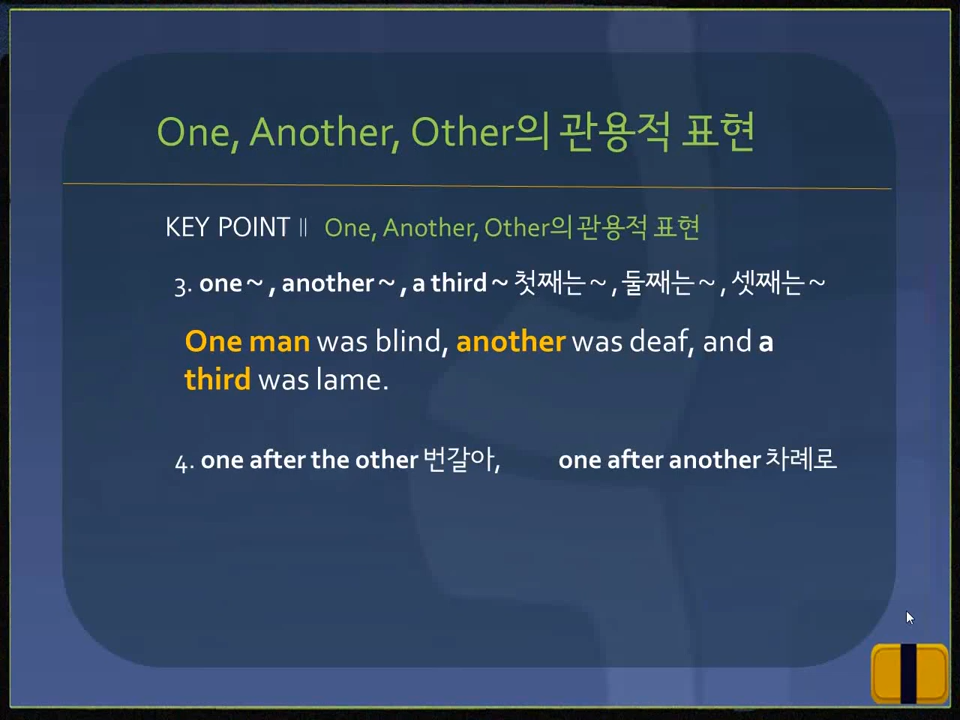 One, Another, Other의 관용적 표현
KEY POINT II One, Another, Other의 관용적 표현
3. one ~ , another ~ , a third ~ 첫째는 ~ , 둘째는 ~ , 셋째는 ~
One man was blind, another was deaf, and a
third was lame.
4. one after the other 번갈아, one after another 차례로